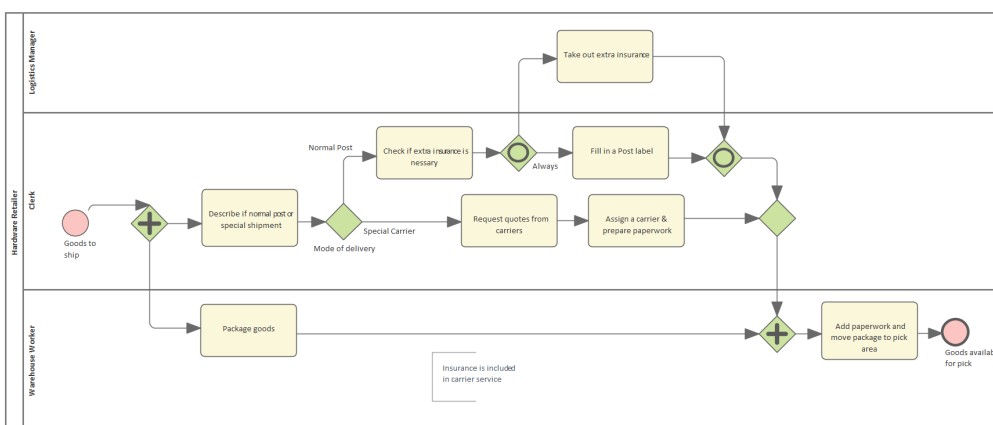 Hardware Retailer
Logistics Manager
Take out extra insurance
Clerk
Normal Post
Check if extra insurance is
nessary
Always
Fill in a Post label
Goods to
ship
Describe if normal post or
special shipment
Special Carrier
Mode of delivery
Request quotes from
carriers
Assign a carrier &
prepare paperwork
Warehouse Worker
Package goods
Insurance is included
in carrier service
Add paperwork and
move package to pick
area
Goods availab
for pick